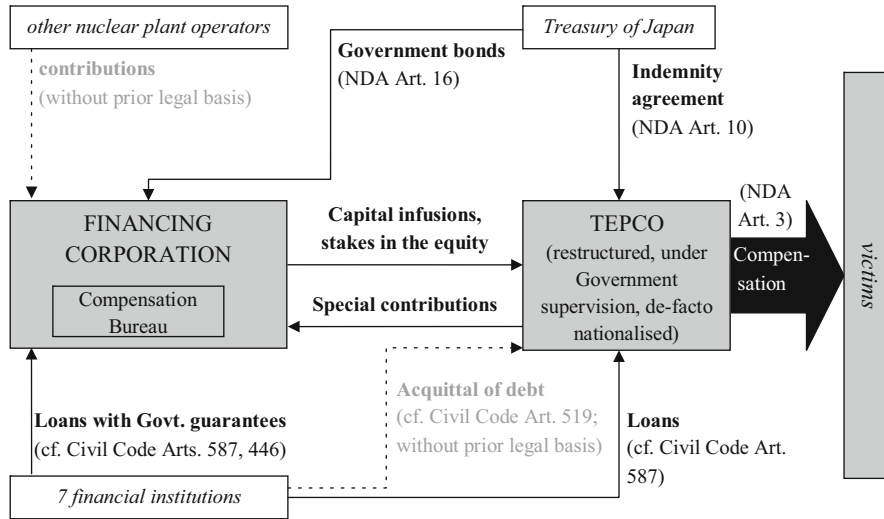 other nuclear plant operators
Treasury of Japan
contributions
(without prior legal basis)
Government bonds
(NDA Art. 16)
Indemnity
agreement
(NDA Art. 10)
FINANCING
CORPORATION
Compensation
Bureau
Capital infusions,
stakes in the equity
Special contributions
TEPCO
(restructured, under
Government
supervision, de-facto
nationalised)
(NDA
Art. 3)
Compen-
sation
victims
Loans with Govt. guarantees
(cf. Civil Code Arts. 587, 446)
Acquittal of debt
(cf. Civil Code Art. 519;
without prior legal basis)
Loans
(cf. Civil Code Art.
587)
7 financial institutions